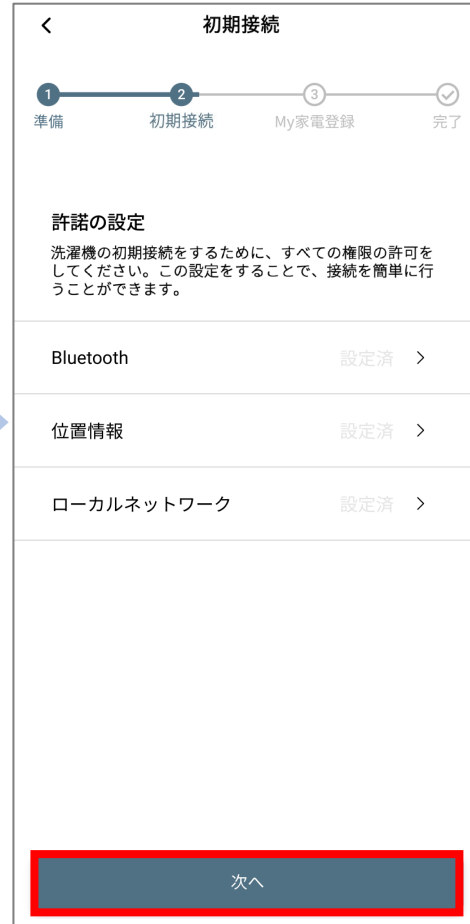 初期接続
1 2 3
準備 初期接続 My家電登録 完了
許諾の設定
洗濯機の初期接続をするために、すべての権限の許可を
してください。この設定をすることで、接続を簡単に行
うことができます。
Bluetooth 設定済
位置情報 設定済
ローカルネットワーク 設定済
次へ